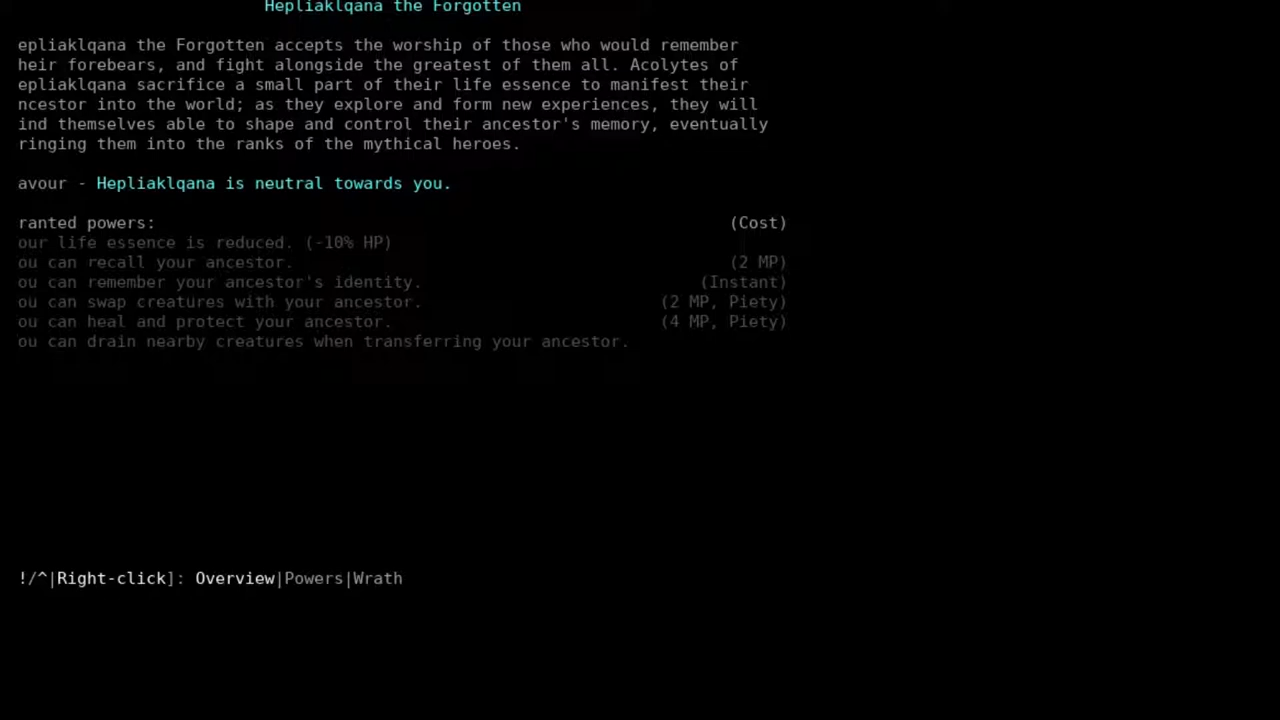 Hepliaklqana the Forgotten
epliaklqana the Forgotten accepts the worship of those who would remember
heir forebears, and fight alongside the greatest of them all. Acolytes of
epliaklqana sacrifice a small part of their life essence to manifest their
ncestor into the world; as they explore and form new experiences, they will
ind themselves able to shape and control their ancestor's memory, eventually
ringing them into the ranks of the mythical heroes.
avour - Hepliaklqana is neutral towards you.
ranted powers: (Cost)
our life essence is reduced. (-10% HP)
ou can recall your ancestor. (2 MP)
ou can remember your ancestor's identity. (Instant)
ou can swap creatures with your ancestor. (2 MP, Piety)
ou can heal and protect your ancestor. (4 MP, Piety)
ou can drain nearby creatures when transferring your ancestor.
!/^|Right-click]: Overview|Powers|Wrath